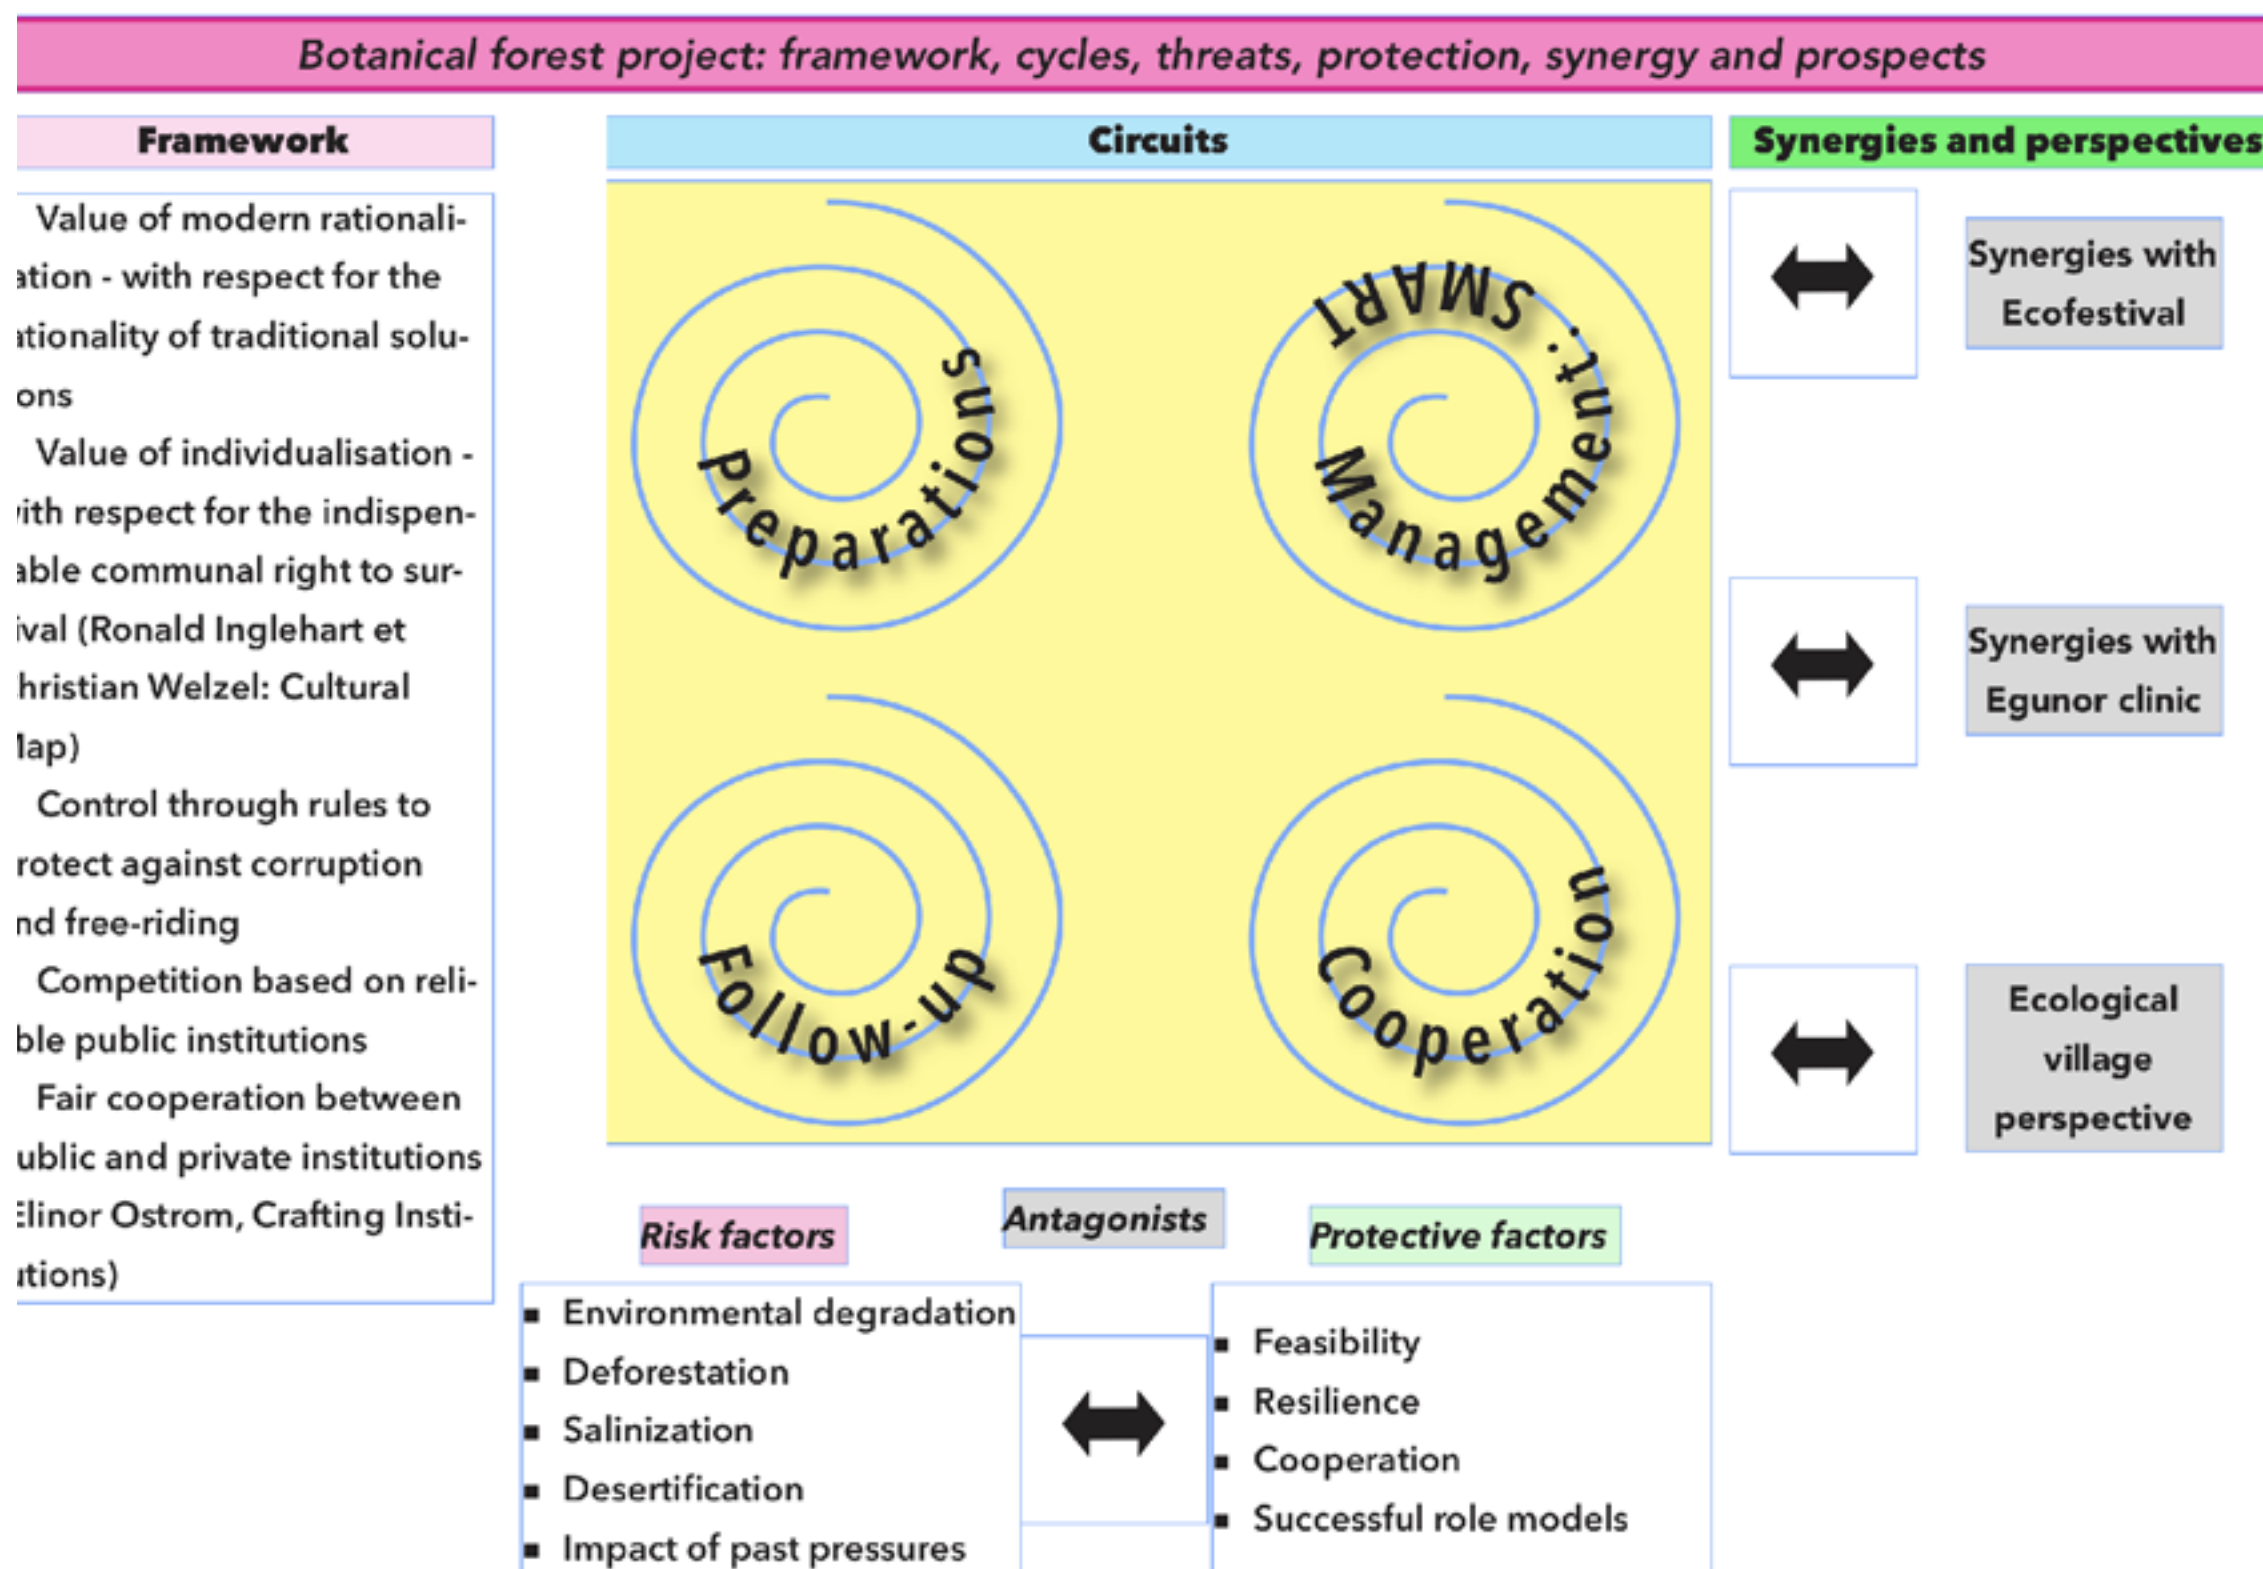 Botanical forest project: framework, cycles, threats, protection, synergy and prospects
Framework
Value of modern rationali-
ation - with respect for the
ationality of traditional solu-
ons
Value of individualisation -
ith respect for the indispen-
able communal right to sur-
ival (Ronald Inglehart et
hristian Welzel: Cultural
ap)
Control through rules to
rotect against corruption
nd free-riding
Competition based on reli-
ble public institutions
Fair cooperation between
ublic and private institutions
Elinor Ostrom, Crafting Insti-
utions)
Circuits
Preparations
Management: SMART
Follow-up
Cooperation
Synergies and perspectives
Synergies with
Ecofestival
Synergies with
Egunor clinic
Ecological
village
perspective
Risk factors
Antagonists
Protective factors
Environmental degradation
Deforestation
Salinization
Desertification
Impact of past pressures
Feasibility
Resilience
Cooperation
Successful role models